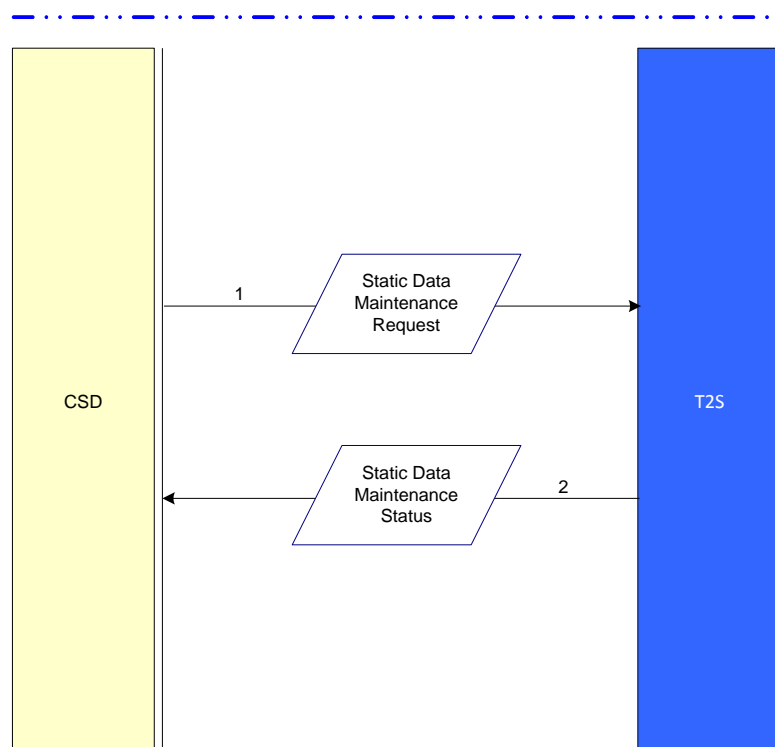 1
Static Data
Maintenance
Request
CSD
T2S
Static Data
Maintenance
Status
2